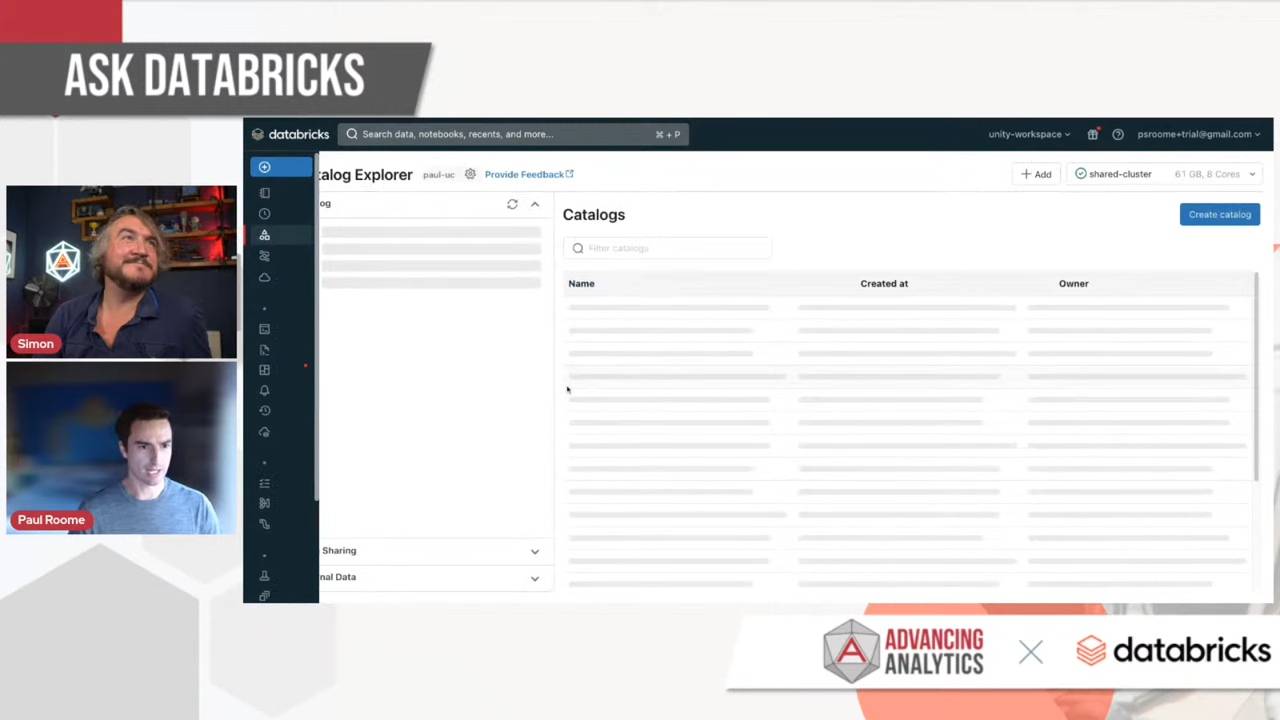 ASK DATABRICKS
databricks
Search data, notebooks, recents, and more...
⌘ + P
unity-workspace
psroome+trial@gmail.com
talog Explorer
paul-uc
Provide Feedback
+ Add
shared-cluster
61 GB, 8 Cores
og
Catalogs
Create catalog
Filter catalogs
Name
Created at
Owner
Simon
Paul Roome
Sharing
nal Data
ADVANCING
ANALYTICS
databricks